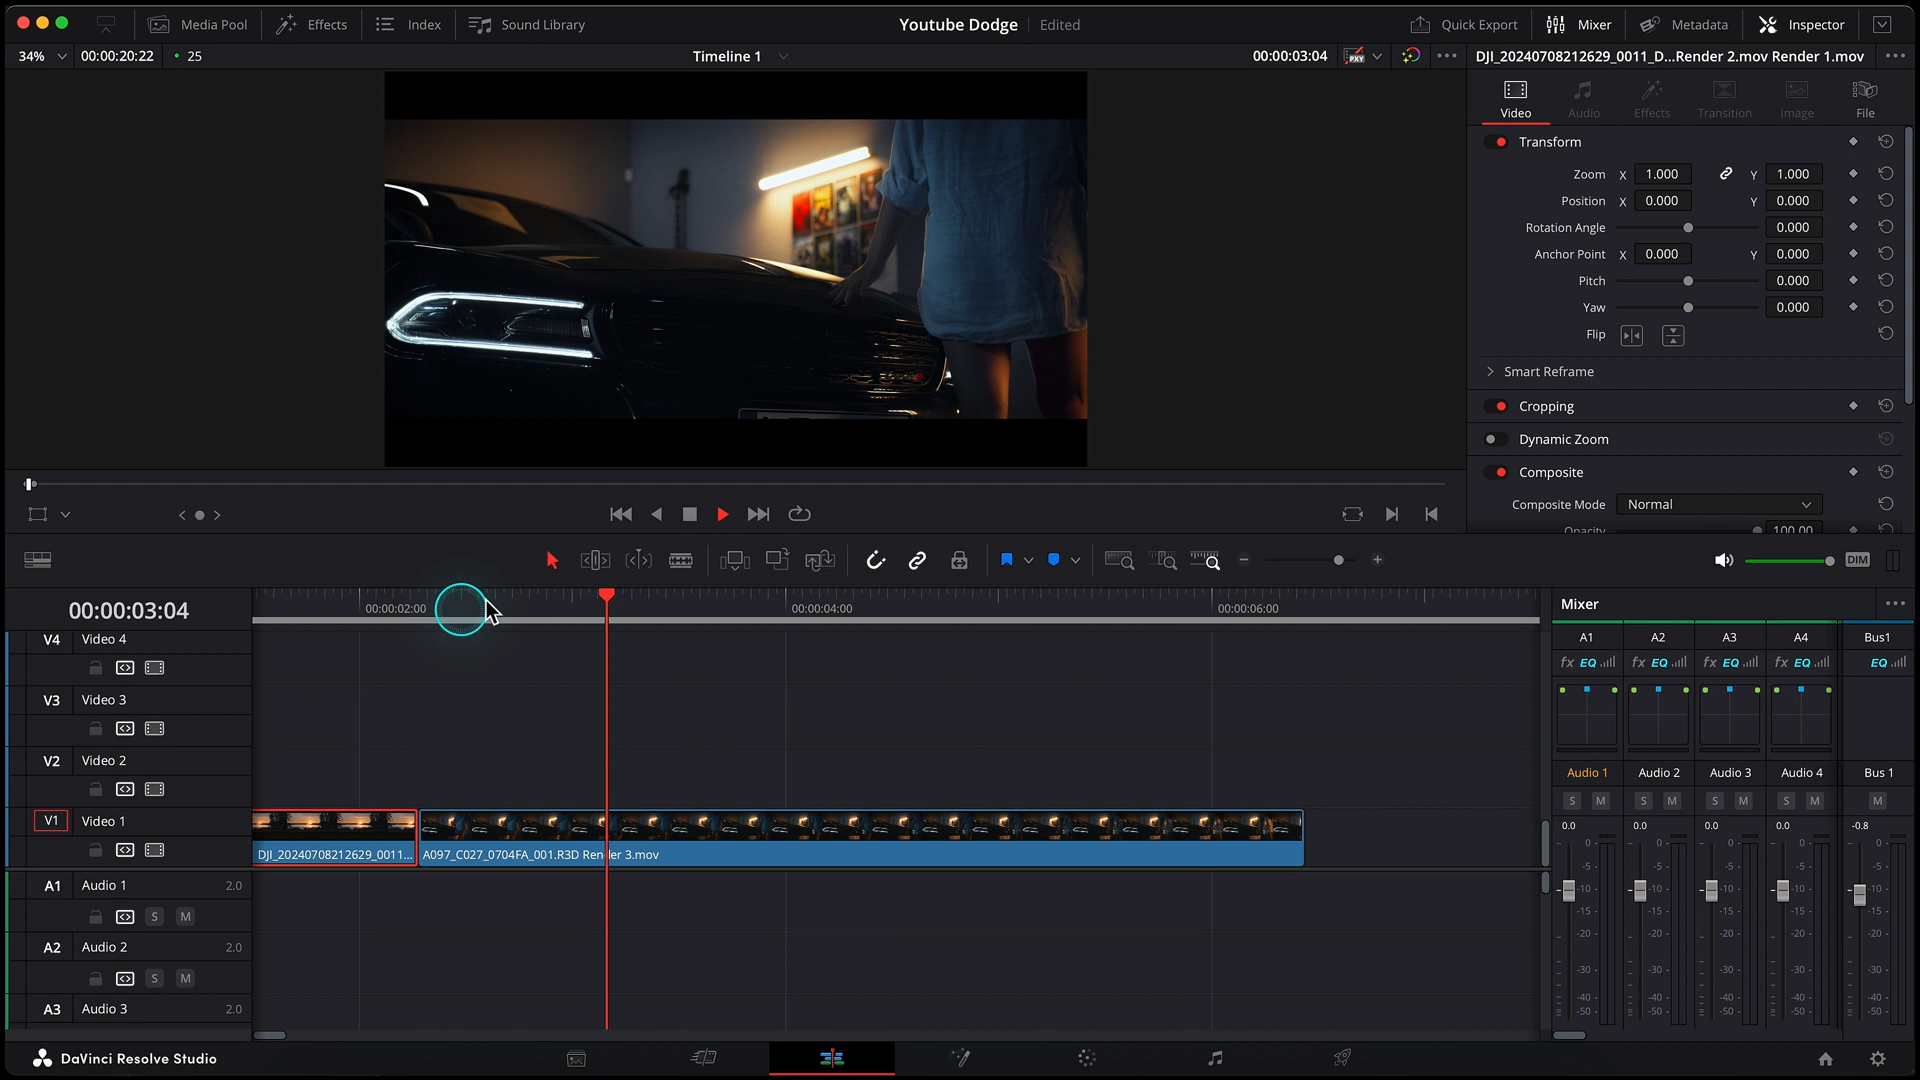 Media Pool Effects Index Sound Library Youtube Dodge Edited Quick Export Mixer Metadata Inspector
34% 00:00:20:22 25 Timeline 1 00:00:03:04 PXY DJI_20240708212629_0011_D...Render 2.mov Render 1.mov
Video Audio Effects Transition Image File
Transform
Zoom X 1.000 Y 1.000
Position X 0.000 Y 0.000
Rotation Angle 0.000
Anchor Point X 0.000 Y 0.000
Pitch 0.000
Yaw 0.000
Flip
Smart Reframe
Cropping
Dynamic Zoom
Composite
Composite Mode Normal
Opacity 100.00
DIM
00:00:03:04 00:00:02:00 00:00:04:00 00:00:06:00
V4 Video 4
V3 Video 3
V2 Video 2
V1 Video 1
DJI_20240708212629_0011... A097_C027_0704FA_001.R3D Render 3.mov
A1 Audio 1 2.0
S M
A2 Audio 2 2.0
S M
A3 Audio 3 2.0
Mixer
A1 A2 A3 A4 Bus1
fx EQ fx EQ fx EQ fx EQ EQ
Audio 1 Audio 2 Audio 3 Audio 4 Bus 1
S M S M S M S M M
0.0 0.0 0.0 0.0 -0.8
0 0 0 0 0
-5 -5 -5 -5 -5
-10 -10 -10 -10 -10
-15 -15 -15 -15 -15
-20 -20 -20 -20 -20
-30 -30 -30 -30 -30
-40 -40 -40 -40 -40
-50 -50 -50 -50 -50
DaVinci Resolve Studio